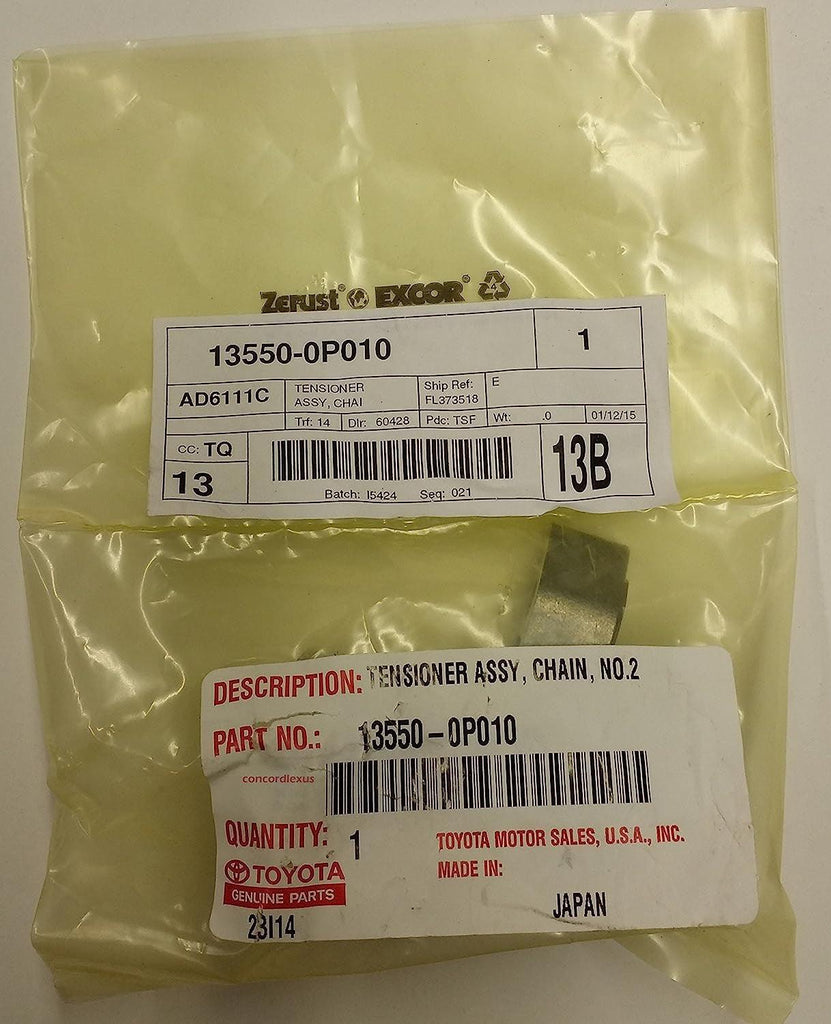 Zerust® EXCOR®
4
13550-0P010
1
AD6111C
TENSIONER
ASSY, CHAI
Ship Ref:
FL373518
E
Trf: 14 Dlr: 60428 Pdc: TSF Wt: .0 01/12/15
CC: TQ
13
13B
Batch: I5424 Seq: 021
DESCRIPTION: TENSIONER ASSY, CHAIN, NO.2
PART NO.: 13550-0P010
concordlexus
QUANTITY: 1
TOYOTA MOTOR SALES, U.S.A., INC.
MADE IN:
JAPAN
TOYOTA
GENUINE PARTS
23I14